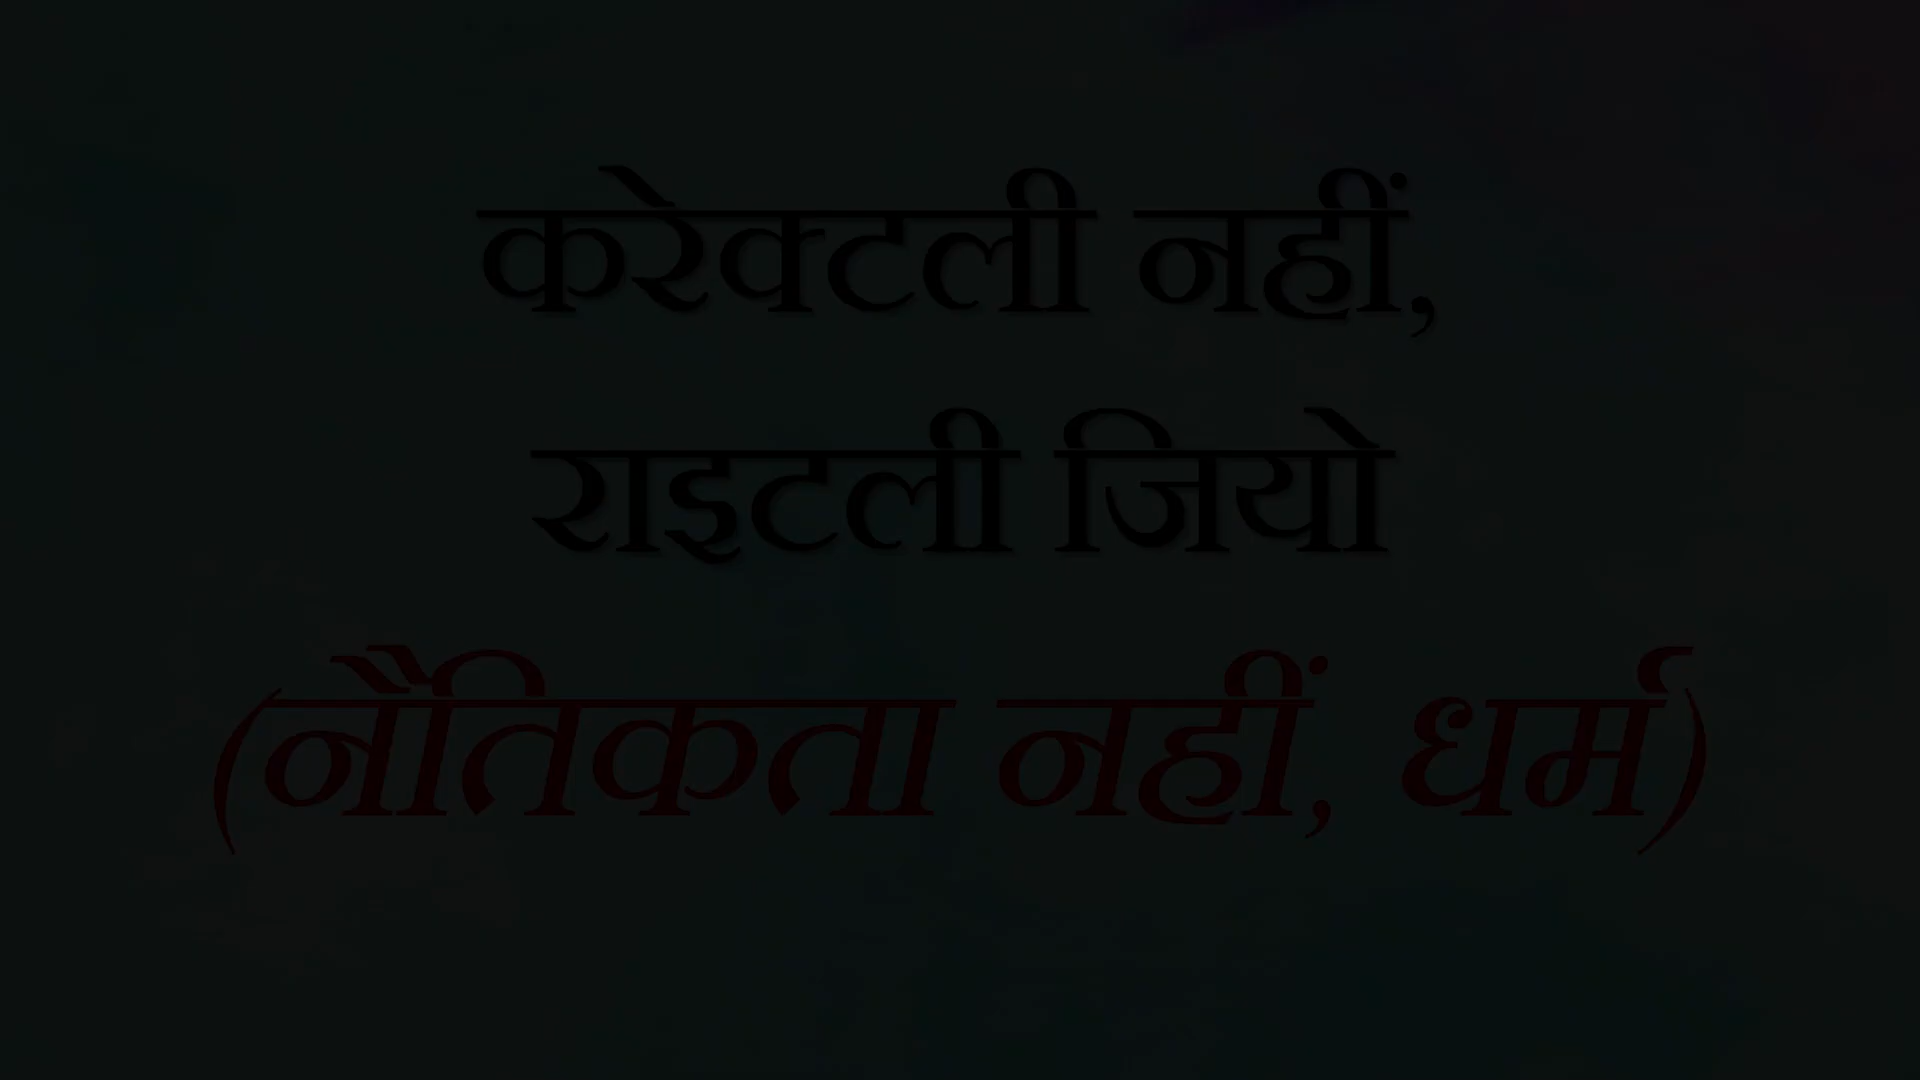 करेक्टली नहीं,
राइटली जियो
(नैतिकता नहीं, धर्म)